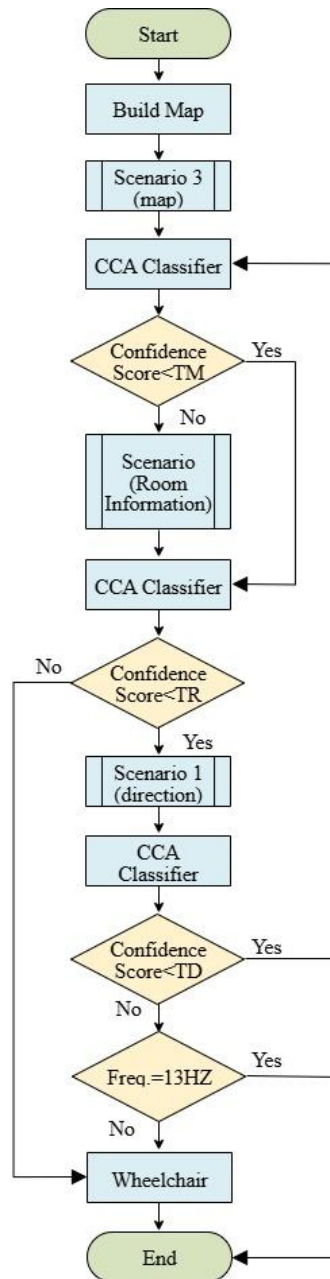 Start
Build Map
Scenario 3
(map)
CCA Classifier
Confidence
Score<TM
Yes
No
Scenario
(Room
Information)
CCA Classifier
No
Confidence
Score<TR
Yes
Scenario 1
(direction)
CCA
Classifier
Confidence
Score<TD
Yes
No
Freq.=13HZ
Yes
No
Wheelchair
End